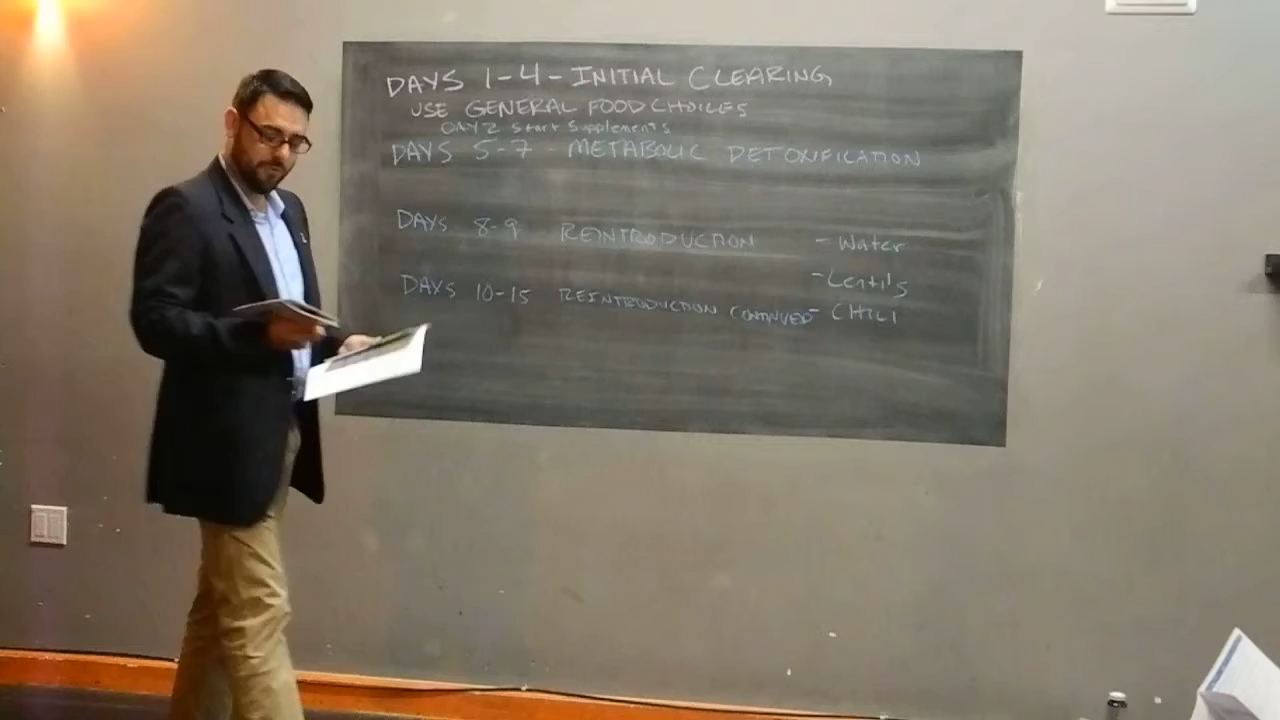 DAYS 1-4 - INITIAL CLEARING
USE GENERAL FOOD CHOICES
DAY 2 Start Supplements
DAYS 5-7 - METABOLIC DETOXIFICATION
DAYS 8-9 REINTRODUCTION - Water
- Lentils
DAYS 10-15 REINTRODUCTION CONTINUED - CHILI